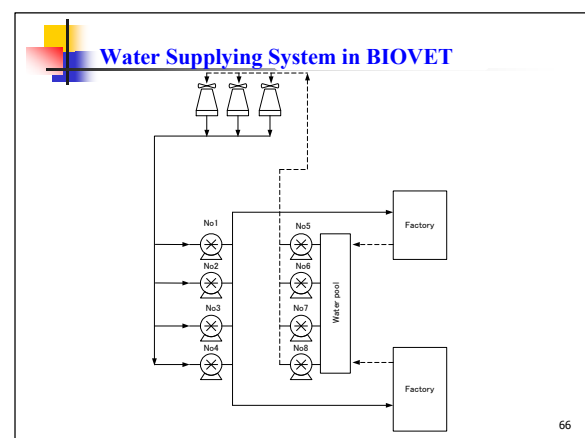 Water Supplying System in BIOVET
No1
No5
Factory
No2
No6
Water pool
No3
No7
No4
No8
Factory
66